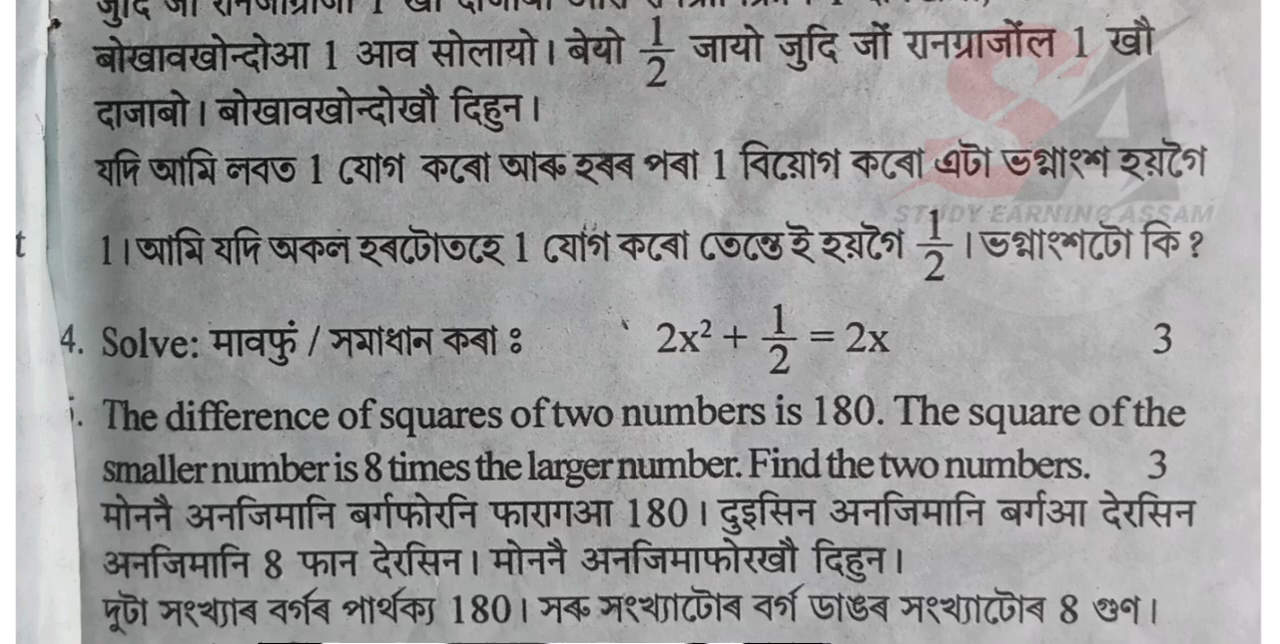 बोखावखोन्दोआ 1 आव सोलायो। बेयो 1/2 जायो जुदि जों रानग्राजोंल 1 खौ
दाजाबो। बोखावखोन्दोखौ दिहुन।
যদি আমি লবত 1 যোগ কৰো আৰু হৰৰ পৰা 1 বিয়োগ কৰো এটা ভগ্নাংশ হয়গৈ
STUDY EARNING ASSAM
t 1। আমি যদি অকল হৰটোতহে 1 যোগ কৰো তেন্তে ই হয়গৈ 1/2 । ভগ্নাংশটো কি ?
4. Solve: मावफुं / সমাধান কৰা ঃ 2x² + 1/2 = 2x 3
. The difference of squares of two numbers is 180. The square of the
smaller number is 8 times the larger number. Find the two numbers. 3
मोननै अनजिमानि बर्गफोरनि फारागआ 180। दुइसिन अनजिमानि बर्गआ देरसिन
अनजिमानि 8 फान देरसिन। मोननै अनजिमाफोरखौ दिहुन।
দূটা সংখ্যাৰ বৰ্গৰ পাৰ্থক্য 180। সৰু সংখ্যাটোৰ বৰ্গ ডাঙৰ সংখ্যাটোৰ 8 গুণ।